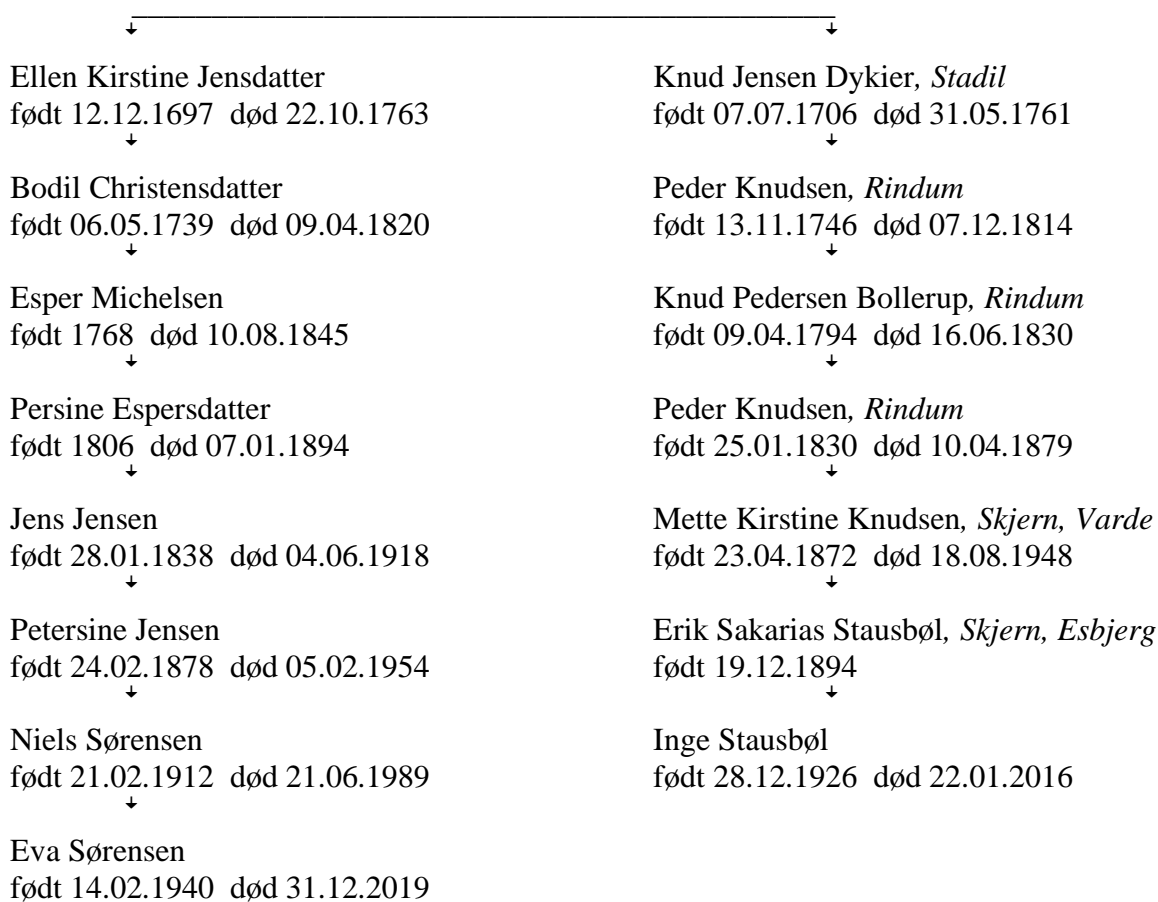 Ellen Kirstine Jensdatter
født 12.12.1697 død 22.10.1763
Bodil Christensdatter
født 06.05.1739 død 09.04.1820
Esper Michelsen
født 1768 død 10.08.1845
Persine Espersdatter
født 1806 død 07.01.1894
Jens Jensen
født 28.01.1838 død 04.06.1918
Petersine Jensen
født 24.02.1878 død 05.02.1954
Niels Sørensen
født 21.02.1912 død 21.06.1989
Eva Sørensen
født 14.02.1940 død 31.12.2019
Knud Jensen Dykier, Stadil
født 07.07.1706 død 31.05.1761
Peder Knudsen, Rindum
født 13.11.1746 død 07.12.1814
Knud Pedersen Bollerup, Rindum
født 09.04.1794 død 16.06.1830
Peder Knudsen, Rindum
født 25.01.1830 død 10.04.1879
Mette Kirstine Knudsen, Skjern, Varde
født 23.04.1872 død 18.08.1948
Erik Sakarias Stausbøl, Skjern, Esbjerg
født 19.12.1894
Inge Stausbøl
født 28.12.1926 død 22.01.2016